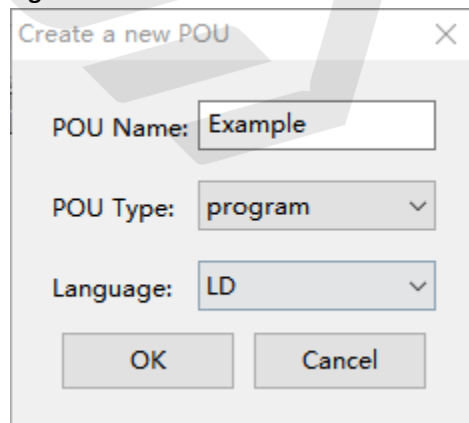 Create a new POU
POU Name: Example
POU Type: program
Language: LD
OK Cancel